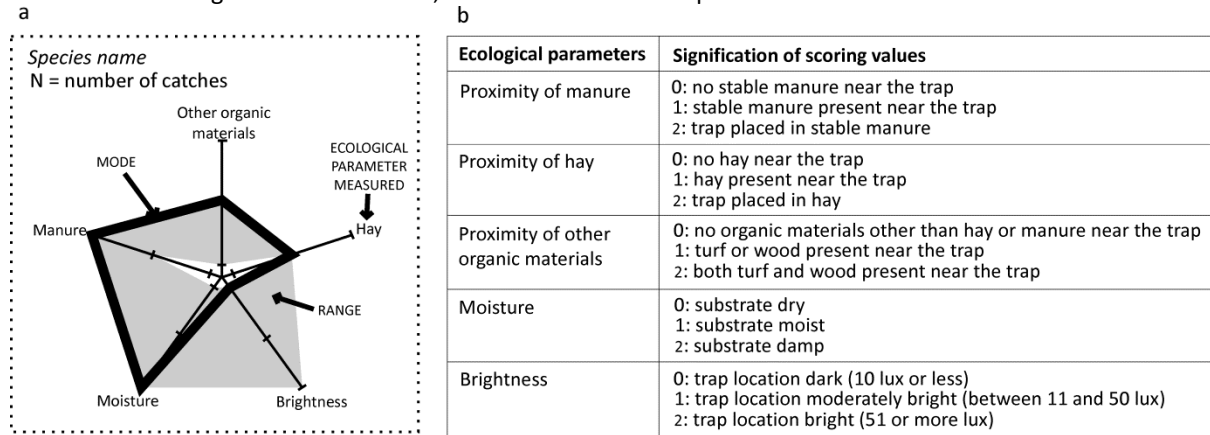 a
Species name
N = number of catches
Other organic
materials
MODE
ECOLOGICAL
PARAMETER
MEASURED
Manure
Hay
RANGE
Moisture
Brightness
b
Ecological parameters
Signification of scoring values
Proximity of manure
0: no stable manure near the trap
1: stable manure present near the trap
2: trap placed in stable manure
Proximity of hay
0: no hay near the trap
1: hay present near the trap
2: trap placed in hay
Proximity of other
organic materials
0: no organic materials other than hay or manure near the trap
1: turf or wood present near the trap
2: both turf and wood present near the trap
Moisture
0: substrate dry
1: substrate moist
2: substrate damp
Brightness
0: trap location dark (10 lux or less)
1: trap location moderately bright (between 11 and 50 lux)
2: trap location bright (51 or more lux)